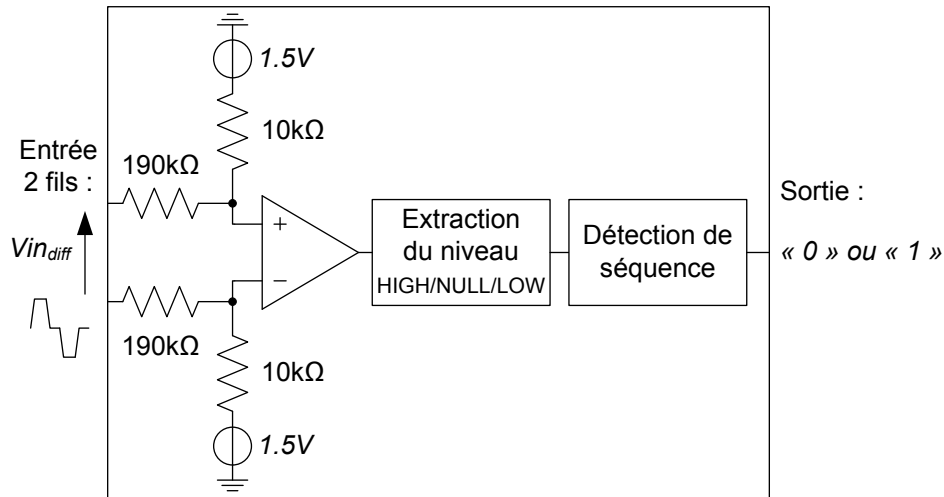 1.5V
10kΩ
Entrée
2 fils :
190kΩ
Vin_diff
+
−
Extraction
du niveau
HIGH/NULL/LOW
Détection de
séquence
Sortie :
« 0 » ou « 1 »
190kΩ
10kΩ
1.5V